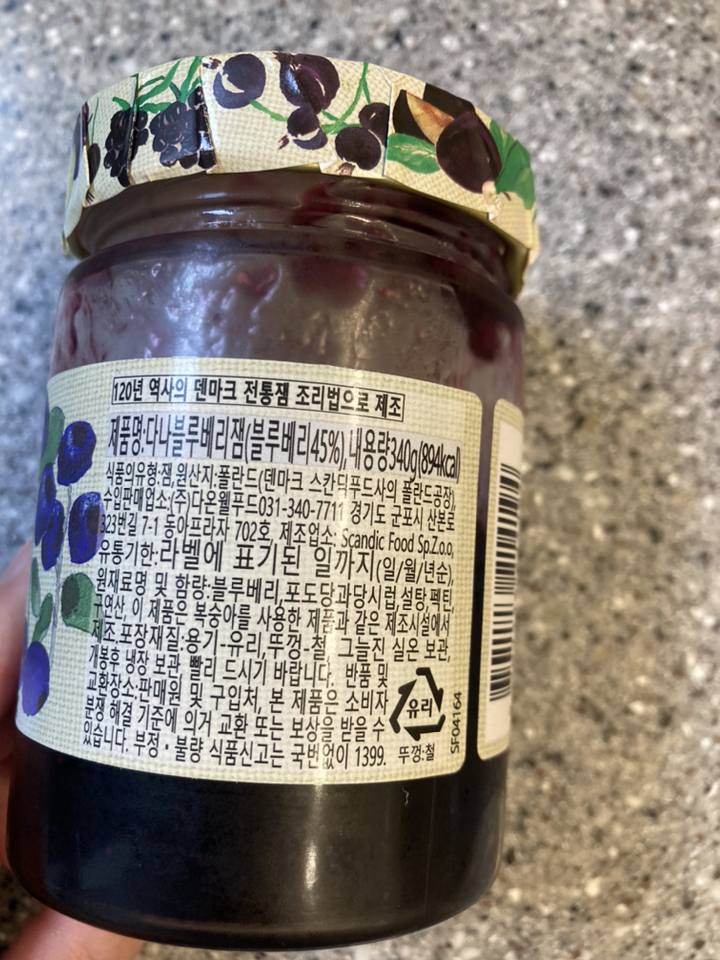 120년 역사의 덴마크 전통잼 조리법으로 제조
제품명:다나블루베리잼(블루베리45%),내용량340g(894kcal)
식품의유형:잼,원산지:폴란드(덴마크 스칸딕푸드사의 폴란드공장),
수입판매업소:(주)다온웰푸드031-340-7711 경기도 군포시 산본로
323번길 7-1 동아프라자 702호, 제조업소: Scandic Food Sp.Z.o.o,
유통기한:라벨에 표기된 일까지(일/월/년순),
원재료명 및 함량:블루베리,포도당과당시럽,설탕,펙틴,
구연산, 이 제품은 복숭아를 사용한 제품과 같은 제조시설에서
제조.포장재질:용기-유리,뚜껑-철, 그늘진 실온 보관,
개봉후 냉장 보관, 빨리 드시기 바랍니다. 반품 및
교환장소:판매원 및 구입처, 본 제품은 소비자
분쟁 해결 기준에 의거 교환 또는 보상을 받을 수
있습니다. 부정•불량 식품신고는 국번없이 1399.
유리
뚜껑:철
SF04164